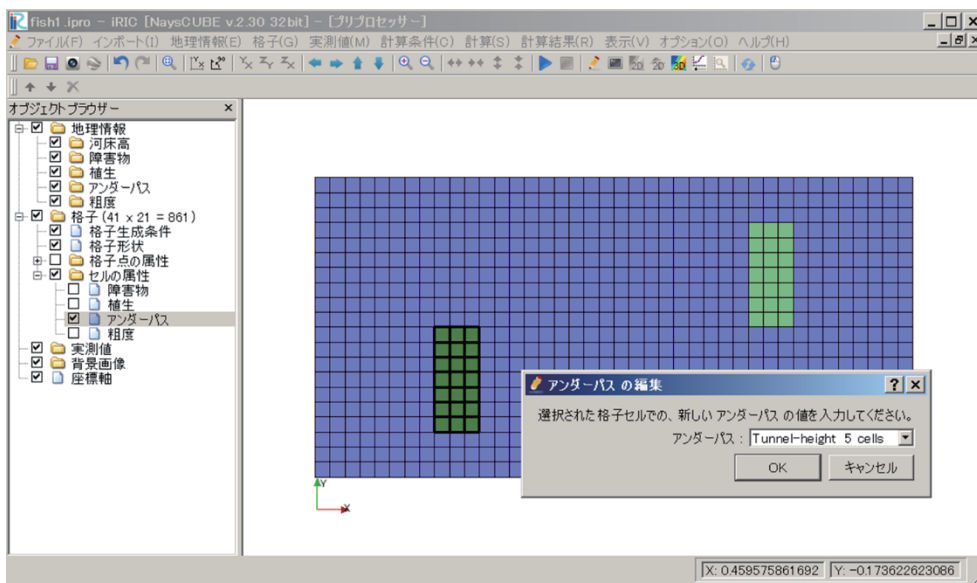 fish1.ipro - iRIC [NaysCUBE v.2.30 32bit] - [プリプロセッサー]
ファイル(F) インポート(I) 地理情報(E) 格子(G) 実測値(M) 計算条件(C) 計算(S) 計算結果(R) 表示(V) オプション(O) ヘルプ(H)
オブジェクトブラウザー
地理情報
河床高
障害物
植生
アンダーパス
粗度
格子 (41 x 21 = 861)
格子生成条件
格子形状
格子点の属性
セルの属性
障害物
植生
アンダーパス
粗度
実測値
背景画像
座標軸
Y
X
アンダーパス の編集
選択された格子セルでの、新しい アンダーパス の値を入力してください。
アンダーパス : Tunnel-height 5 cells
OK キャンセル
X: 0.459575861692 Y: -0.173622623086